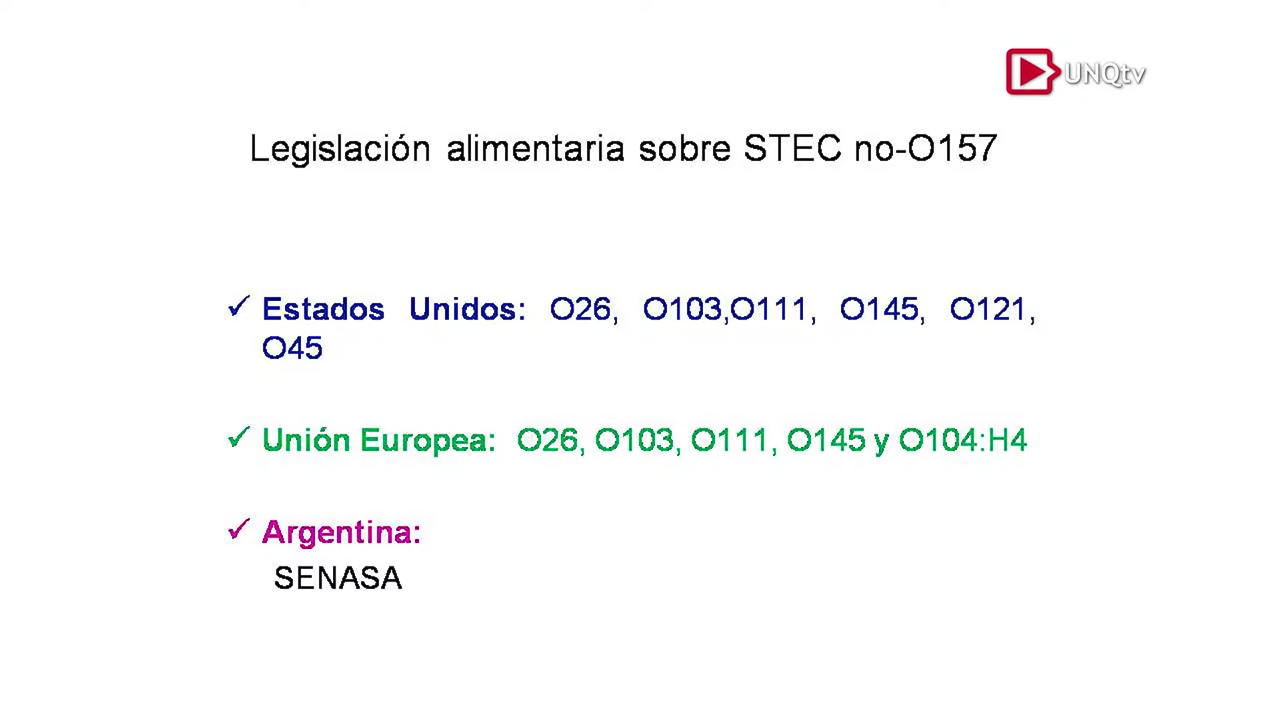 UNQtv
Legislación alimentaria sobre STEC no-O157
✓ Estados Unidos: O26, O103,O111, O145, O121,
O45
✓ Unión Europea: O26, O103, O111, O145 y O104:H4
✓ Argentina:
SENASA